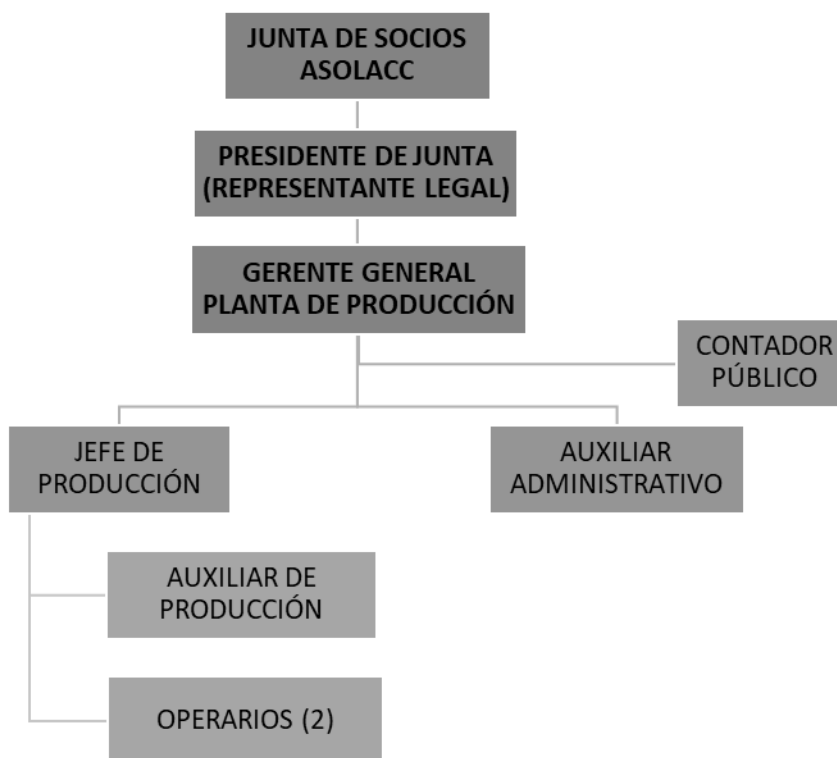 JUNTA DE SOCIOS
ASOLACC
PRESIDENTE DE JUNTA
(REPRESENTANTE LEGAL)
GERENTE GENERAL
PLANTA DE PRODUCCIÓN
CONTADOR
PÚBLICO
JEFE DE
PRODUCCIÓN
AUXILIAR
ADMINISTRATIVO
AUXILIAR DE
PRODUCCIÓN
OPERARIOS (2)